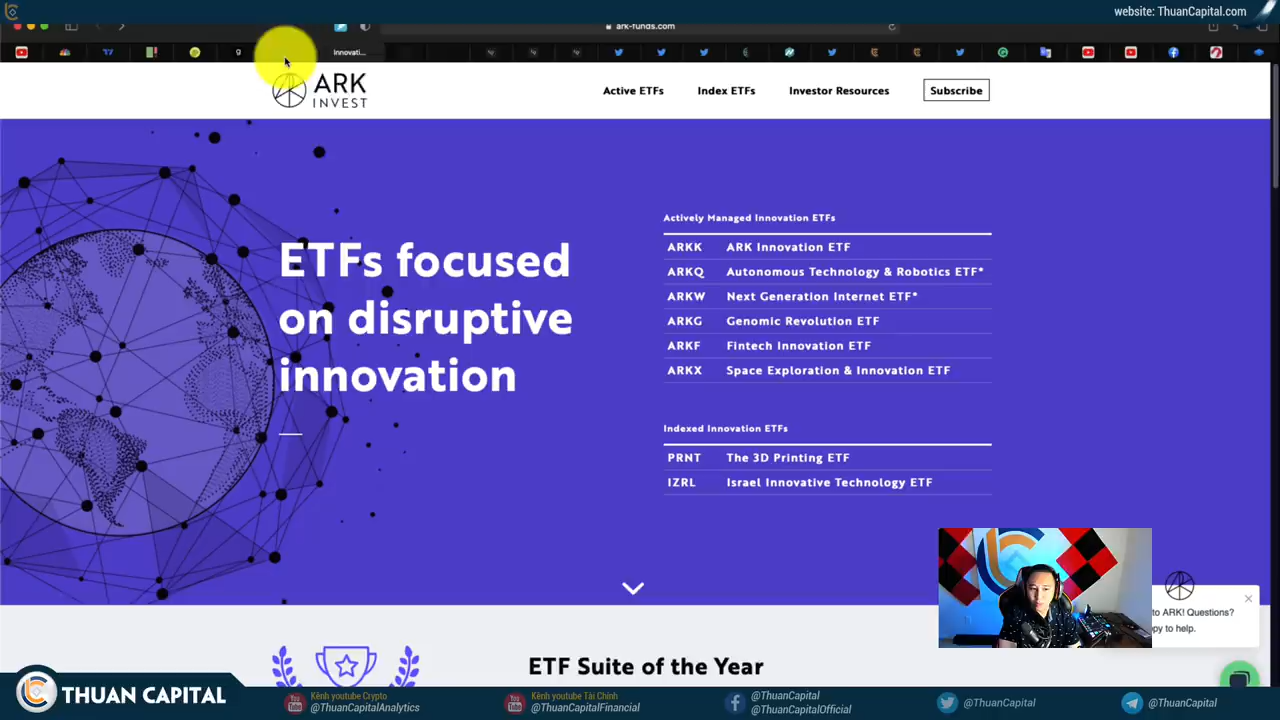 website: ThuanCapital.com
ark-funds.com
Innovati...
ARK
INVEST
Active ETFs
Index ETFs
Investor Resources
Subscribe
ETFs focused
on disruptive
innovation
Actively Managed Innovation ETFs
ARKK ARK Innovation ETF
ARKQ Autonomous Technology & Robotics ETF*
ARKW Next Generation Internet ETF*
ARKG Genomic Revolution ETF
ARKF Fintech Innovation ETF
ARKX Space Exploration & Innovation ETF
Indexed Innovation ETFs
PRNT The 3D Printing ETF
IZRL Israel Innovative Technology ETF
to ARK! Questions?
py to help.
ETF Suite of the Year
THUAN CAPITAL
Kênh youtube Crypto
@ThuanCapitalAnalytics
Kênh youtube Tài Chính
@ThuanCapitalFinancial
@ThuanCapital
@ThuanCapitalOfficial
@ThuanCapital
@ThuanCapital